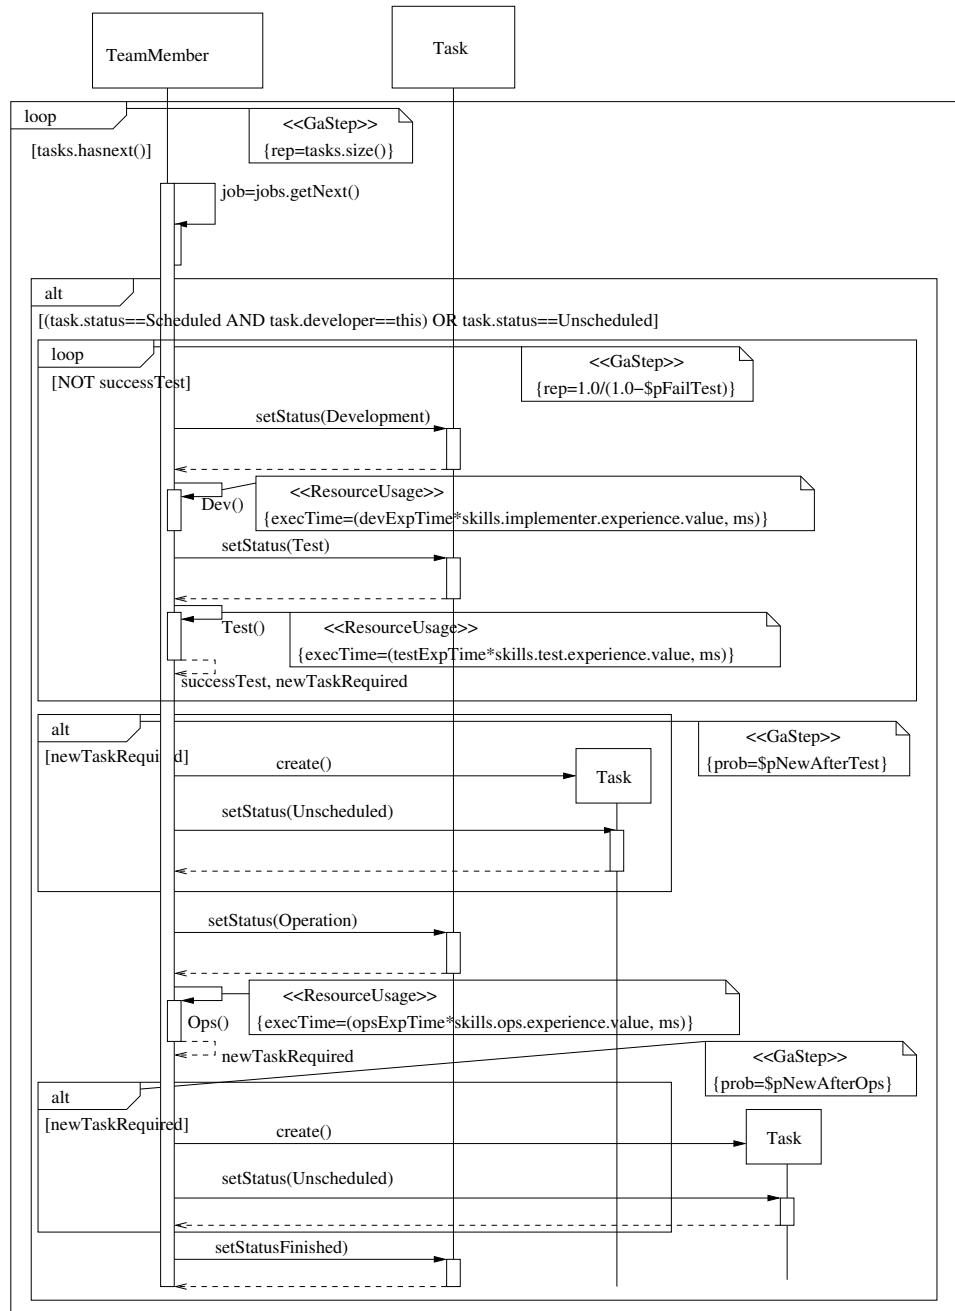 TeamMember
Task
loop
<<GaStep>>
{rep=tasks.size()}
[tasks.hasnext()]
job=jobs.getNext()
alt
[(task.status==Scheduled AND task.developer==this) OR task.status==Unscheduled]
loop
<<GaStep>>
[NOT successTest]
{rep=1.0/(1.0−$pFailTest)}
setStatus(Development)
<<ResourceUsage>>
Dev()
{execTime=(devExpTime*skills.implementer.experience.value, ms)}
setStatus(Test)
Test()
<<ResourceUsage>>
{execTime=(testExpTime*skills.test.experience.value, ms)}
successTest, newTaskRequired
alt
<<GaStep>>
[newTaskRequired]
{prob=$pNewAfterTest}
create()
Task
setStatus(Unscheduled)
setStatus(Operation)
<<ResourceUsage>>
Ops()
{execTime=(opsExpTime*skills.ops.experience.value, ms)}
newTaskRequired
<<GaStep>>
{prob=$pNewAfterOps}
alt
[newTaskRequired]
create()
Task
setStatus(Unscheduled)
setStatusFinished)